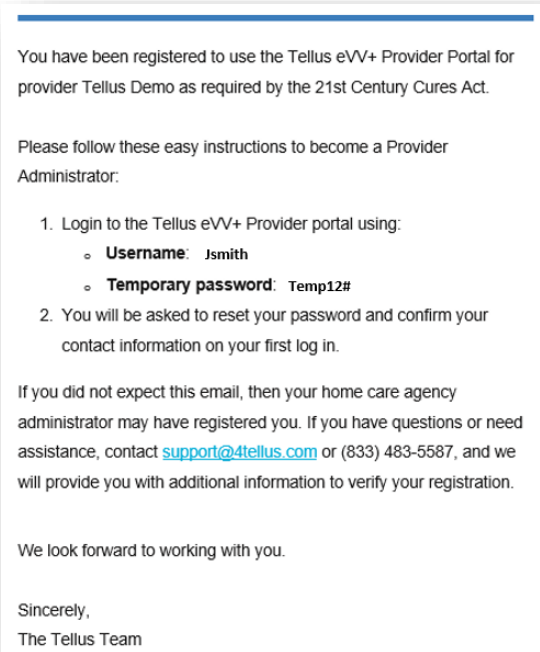 You have been registered to use the Tellus eVV+ Provider Portal for
provider Tellus Demo as required by the 21st Century Cures Act.
Please follow these easy instructions to become a Provider
Administrator:
1. Login to the Tellus eVV+ Provider portal using:
o Username: Jsmith
o Temporary password: Temp12#
2. You will be asked to reset your password and confirm your
contact information on your first log in.
If you did not expect this email, then your home care agency
administrator may have registered you. If you have questions or need
assistance, contact support@4tellus.com or (833) 483-5587, and we
will provide you with additional information to verify your registration.
We look forward to working with you.
Sincerely,
The Tellus Team